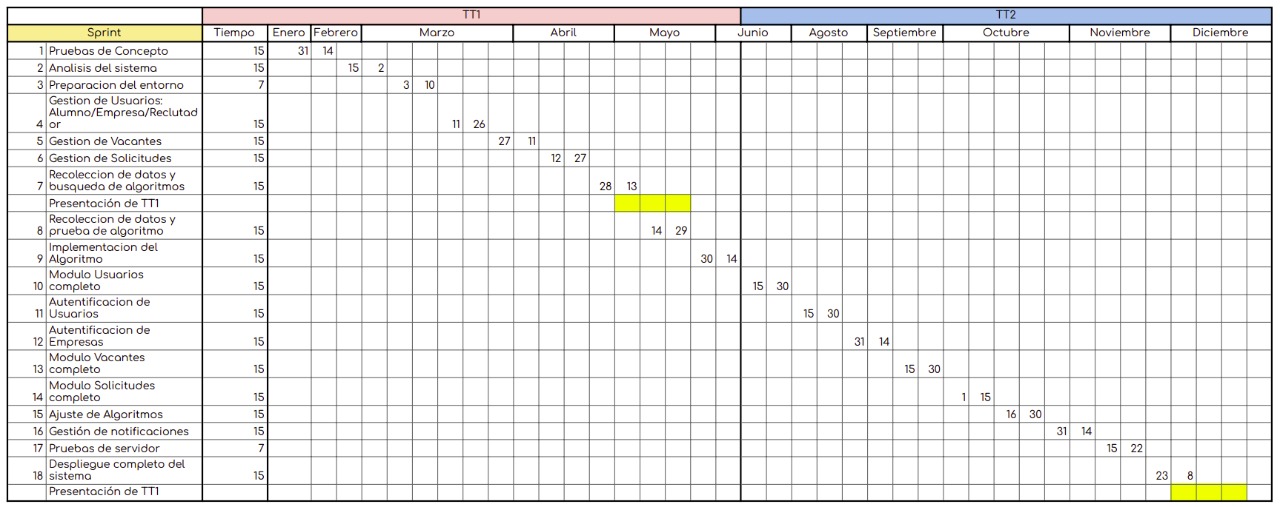 TT1 TT2
Sprint Tiempo Enero Febrero Marzo Abril Mayo Junio Agosto Septiembre Octubre Noviembre Diciembre
1 Pruebas de Concepto 15 31 14
2 Analisis del sistema 15 15 2
3 Preparacion del entorno 7 3 10
Gestion de Usuarios:
Alumno/Empresa/Reclutad
4 or 15 11 26
5 Gestion de Vacantes 15 27 11
6 Gestion de Solicitudes 15 12 27
Recoleccion de datos y
7 busqueda de algoritmos 15 28 13
Presentación de TT1
Recoleccion de datos y
8 prueba de algoritmo 15 14 29
Implementacion del
9 Algoritmo 15 30 14
Modulo Usuarios
10 completo 15 15 30
Autentificacion de
11 Usuarios 15 15 30
Autentificacion de
12 Empresas 15 31 14
Modulo Vacantes
13 completo 15 15 30
Modulo Solicitudes
14 completo 15 1 15
15 Ajuste de Algoritmos 15 16 30
16 Gestión de notificaciones 15 31 14
17 Pruebas de servidor 7 15 22
Despliegue completo del
18 sistema 15 23 8
Presentación de TT1